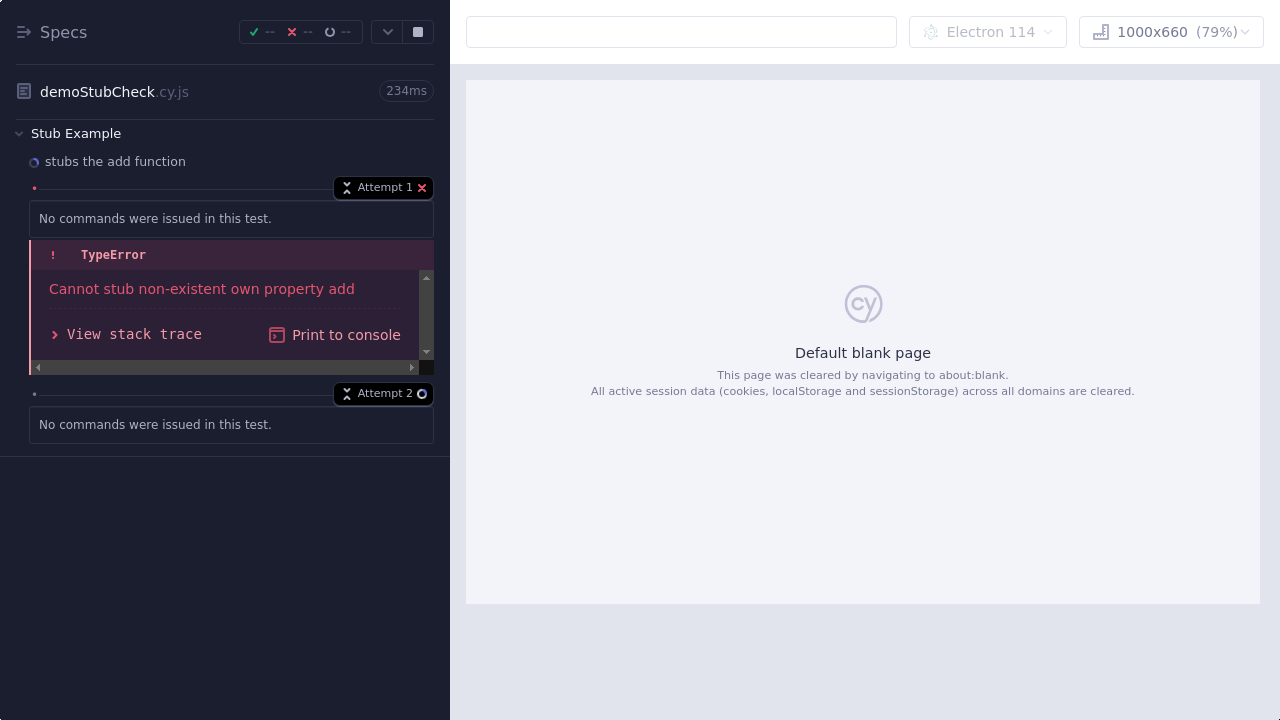 Specs
--
--
--
demoStubCheck.cy.js
234ms
Stub Example
stubs the add function
Attempt 1
No commands were issued in this test.
! TypeError
Cannot stub non-existent own property add
View stack trace
Print to console
Attempt 2
No commands were issued in this test.
Electron 114
1000x660 (79%)
cy
Default blank page
This page was cleared by navigating to about:blank.
All active session data (cookies, localStorage and sessionStorage) across all domains are cleared.